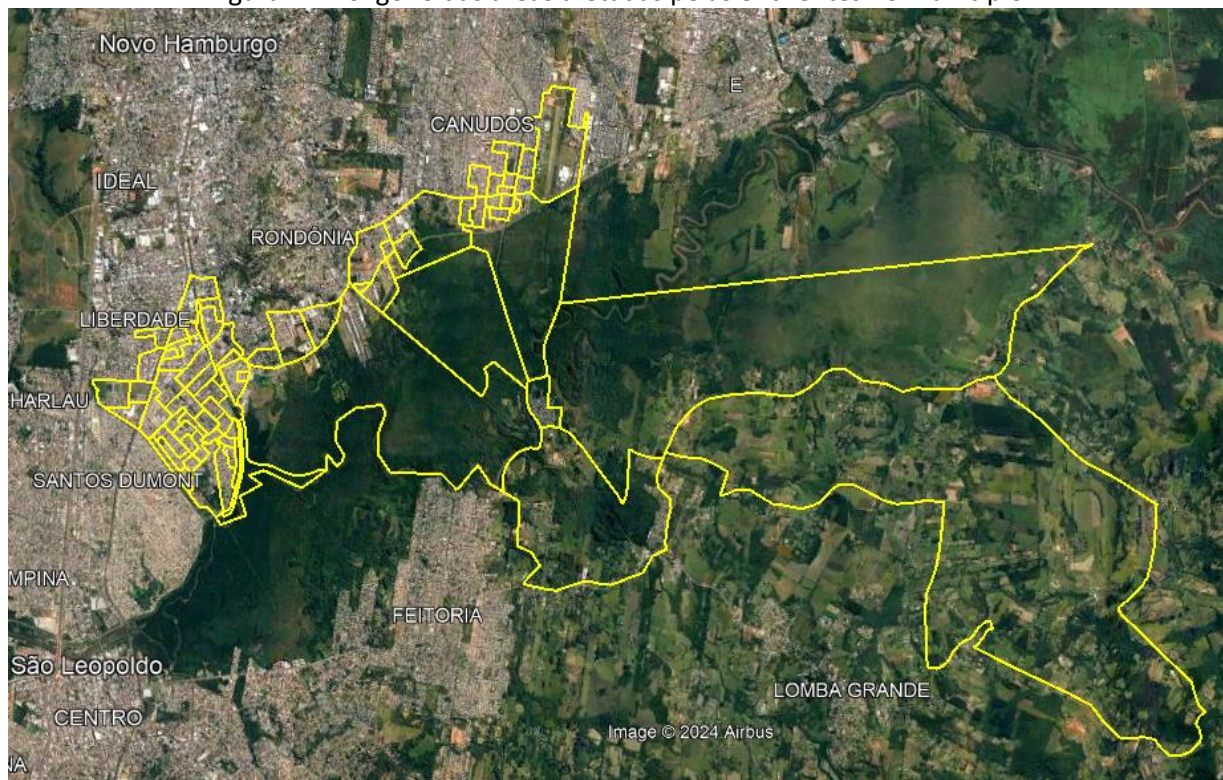 Novo Hamburgo
E
CANUDOS
IDEAL
RONDÔNIA
LIBERDADE
HARLAU
SANTOS DUMONT
MPINA
FEITORIA
São Leopoldo
LOMBA GRANDE
CENTRO
Image © 2024 Airbus
NA